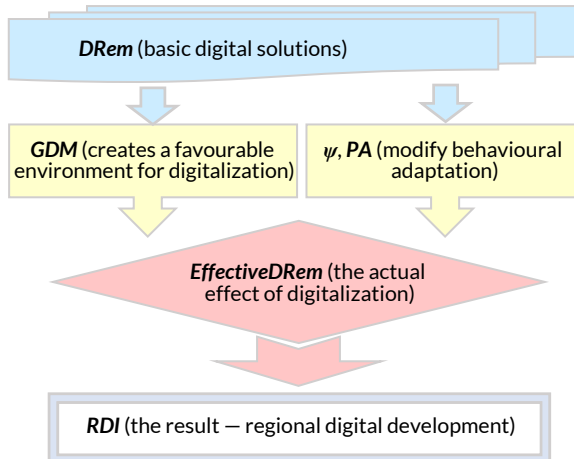 DRem (basic digital solutions)
GDM (creates a favourable
environment for digitalization)
ψ, PA (modify behavioural
adaptation)
EffectiveDRem (the actual
effect of digitalization)
RDI (the result — regional digital development)